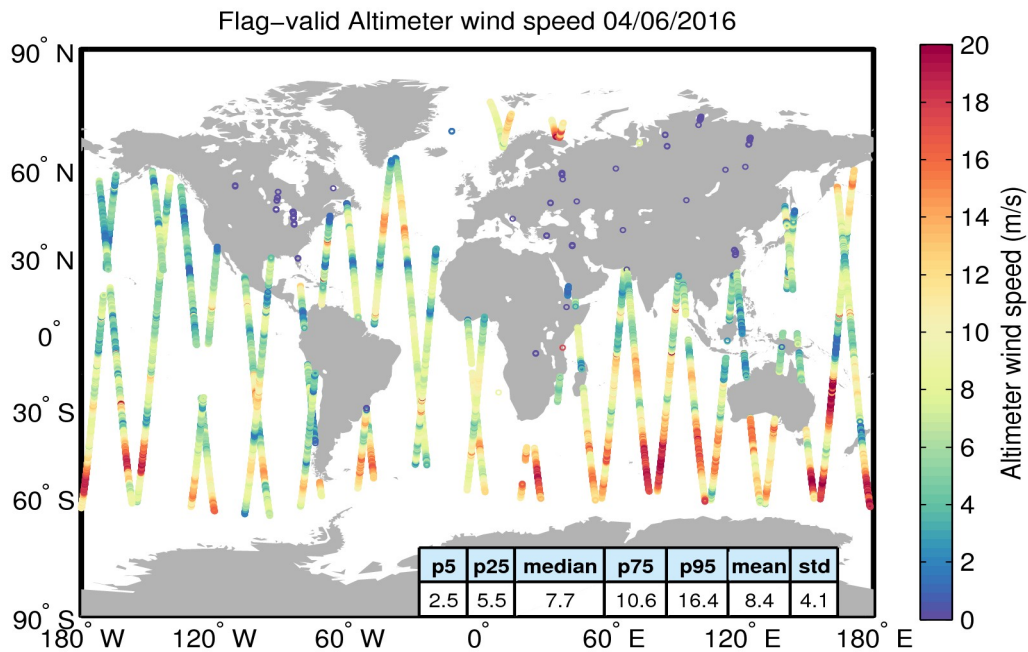 Flag-valid Altimeter wind speed 04/06/2016
90° N
60° N
30° N
0°
30° S
60° S
90° S
180° W
120° W
60° W
0°
60° E
120° E
180° E
p5 p25 median p75 p95 mean std
2.5 5.5 7.7 10.6 16.4 8.4 4.1
20
18
16
14
12
10
8
6
4
2
0
Altimeter wind speed (m/s)